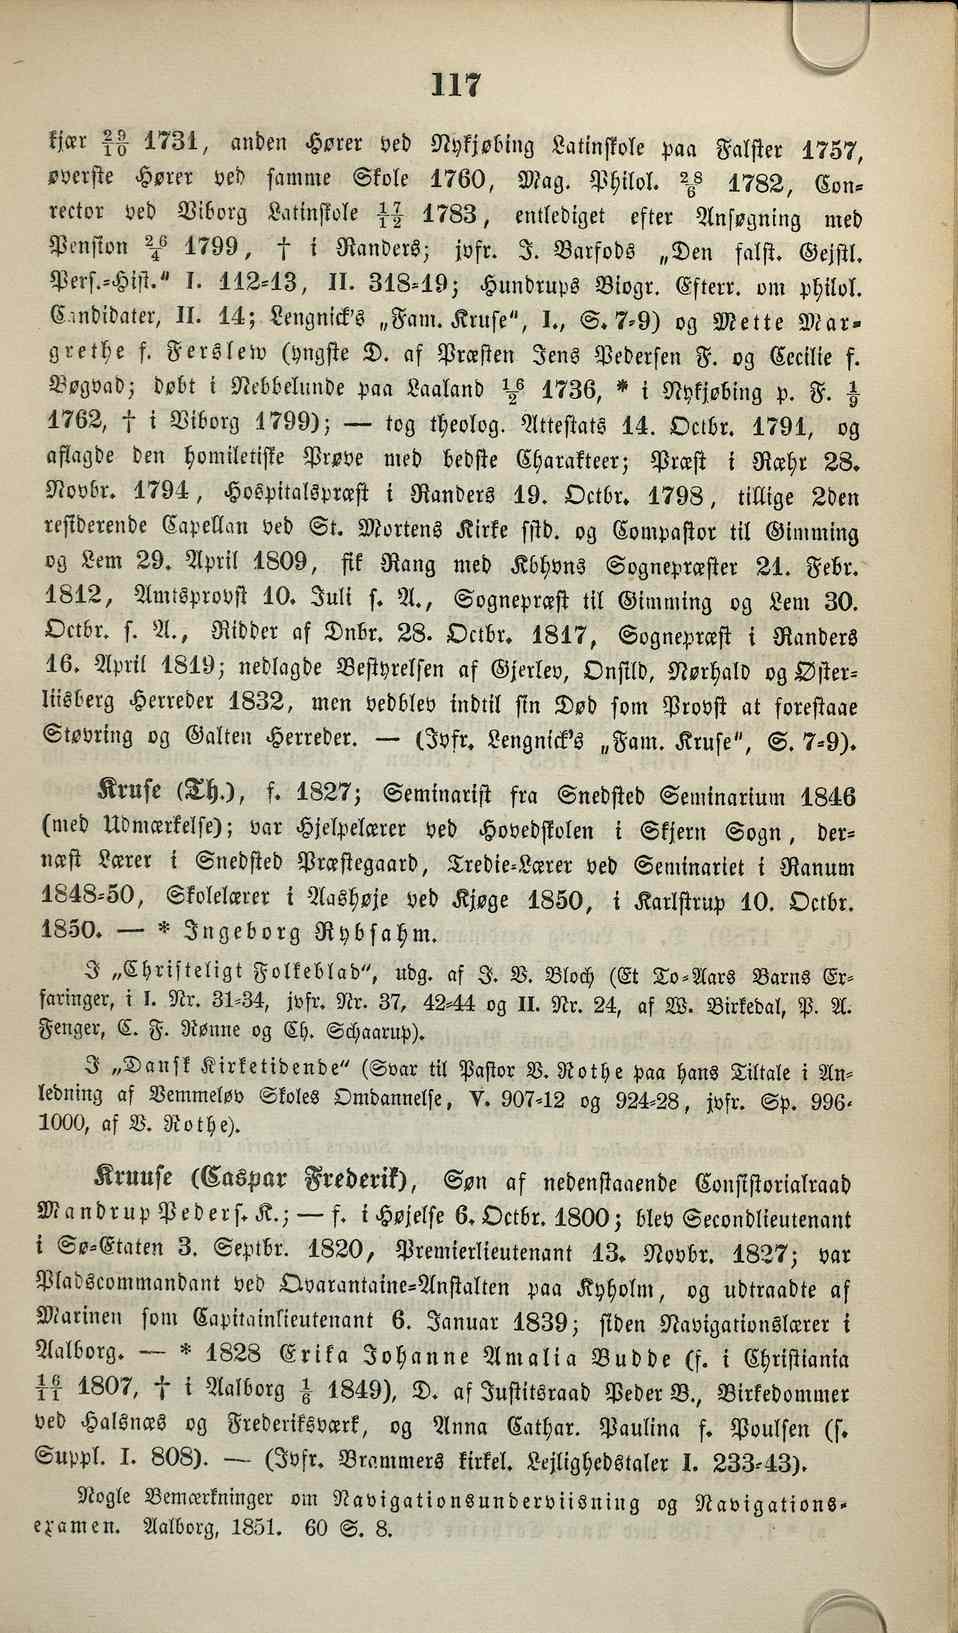 117
kjær 29/10 1731, anden Hører ved Nykjøbing Latinskole paa Falster 1757,
øverste Hører ved samme Skole 1760, Mag. Philol. 28/6 1782, Con-
rector ved Viborg Latinskole 17/12 1783, entlediget efter Ansøgning med
Pension 26/4 1799, † i Randers; jvfr. J. Barfods „Den falst. Gejstl.
Pers.-Hist." I. 112-13, II. 318-19; Hundrups Biogr. Efterr. om philol.
Candidater, II. 14; Lengnick's „Fam. Kruse", I., S. 7-9) og Mette Mar-
grethe f. Ferslew (yngste D. af Præsten Jens Pedersen F. og Cecilie f.
Bøgvad; døbt i Nebbelunde paa Laaland 16/2 1736, * i Nykjøbing p. F. 1/9
1762, † i Viborg 1799); — tog theolog. Attestats 14. Octbr. 1791, og
aflagde den homiletiske Prøve med bedste Charakteer; Præst i Ræhr 28.
Novbr. 1794, Hospitalspræst i Randers 19. Octbr. 1798, tillige 2den
residerende Capellan ved St. Mortens Kirke sstd. og Compastor til Gimming
og Lem 29. April 1809, fik Rang med Kbhvns Sognepræster 21. Febr.
1812, Amtsprovst 10. Juli s. A., Sognepræst til Gimming og Lem 30.
Octbr. s. A., Ridder af Dnbr. 28. Octbr. 1817, Sognepræst i Randers
16. April 1819; nedlagde Bestyrelsen af Gjerlev, Onsild, Nørhald og Øster-
liisberg Herreder 1832, men vedblev indtil sin Død som Provst at forestaae
Støvring og Galten Herreder. — (Jvfr. Lengnick's „Fam. Kruse", S. 7-9).
Kruse (Th.), f. 1827; Seminarist fra Snedsted Seminarium 1846
(med Udmærkelse); var Hjelpelærer ved Hovedskolen i Skjern Sogn, der-
næst Lærer i Snedsted Præstegaard, Tredie-Lærer ved Seminariet i Ranum
1848-50, Skolelærer i Aashøje ved Kjøge 1850, i Karlstrup 10. Octbr.
1850. — * Ingeborg Rybsahm.
I „Christeligt Folkeblad", udg. af J. V. Bloch (Et To-Aars Barns Er-
faringer, i I. Nr. 31-34, jvfr. Nr. 37, 42-44 og II. Nr. 24, af W. Birkedal, P. A.
Fenger, C. F. Rønne og Ch. Schaarup).
I „Dansk Kirketidende" (Svar til Pastor V. Rothe paa hans Tiltale i An-
ledning af Vemmeløv Skoles Omdannelse, V. 907-12 og 924-28, jvfr. Sp. 996-
1000, af V. Rothe).
Kruuse (Caspar Frederik), Søn af nedenstaaende Consistorialraad
Mandrup Peders. K.; — f. i Højelse 6. Octbr. 1800; blev Secondlieutenant
i Sø-Etaten 3. Septbr. 1820, Premierlieutenant 13. Novbr. 1827; var
Pladscommandant ved Qvarantaine-Anstalten paa Kyholm, og udtraadte af
Marinen som Capitainlieutenant 6. Januar 1839; siden Navigationslærer i
Aalborg. — * 1828 Erika Johanne Amalia Budde (f. i Christiania
16/11 1807, † i Aalborg 1/6 1849), D. af Justitsraad Peder B., Birkedommer
ved Halsnæs og Frederiksværk, og Anna Cathar. Paulina f. Poulsen (s.
Suppl. I. 808). — (Jvfr. Brammers kirkel. Lejlighedstaler I. 233-43).
Nogle Bemærkninger om Navigationsunderviisning og Navigations-
examen. Aalborg, 1851. 60 S. 8.